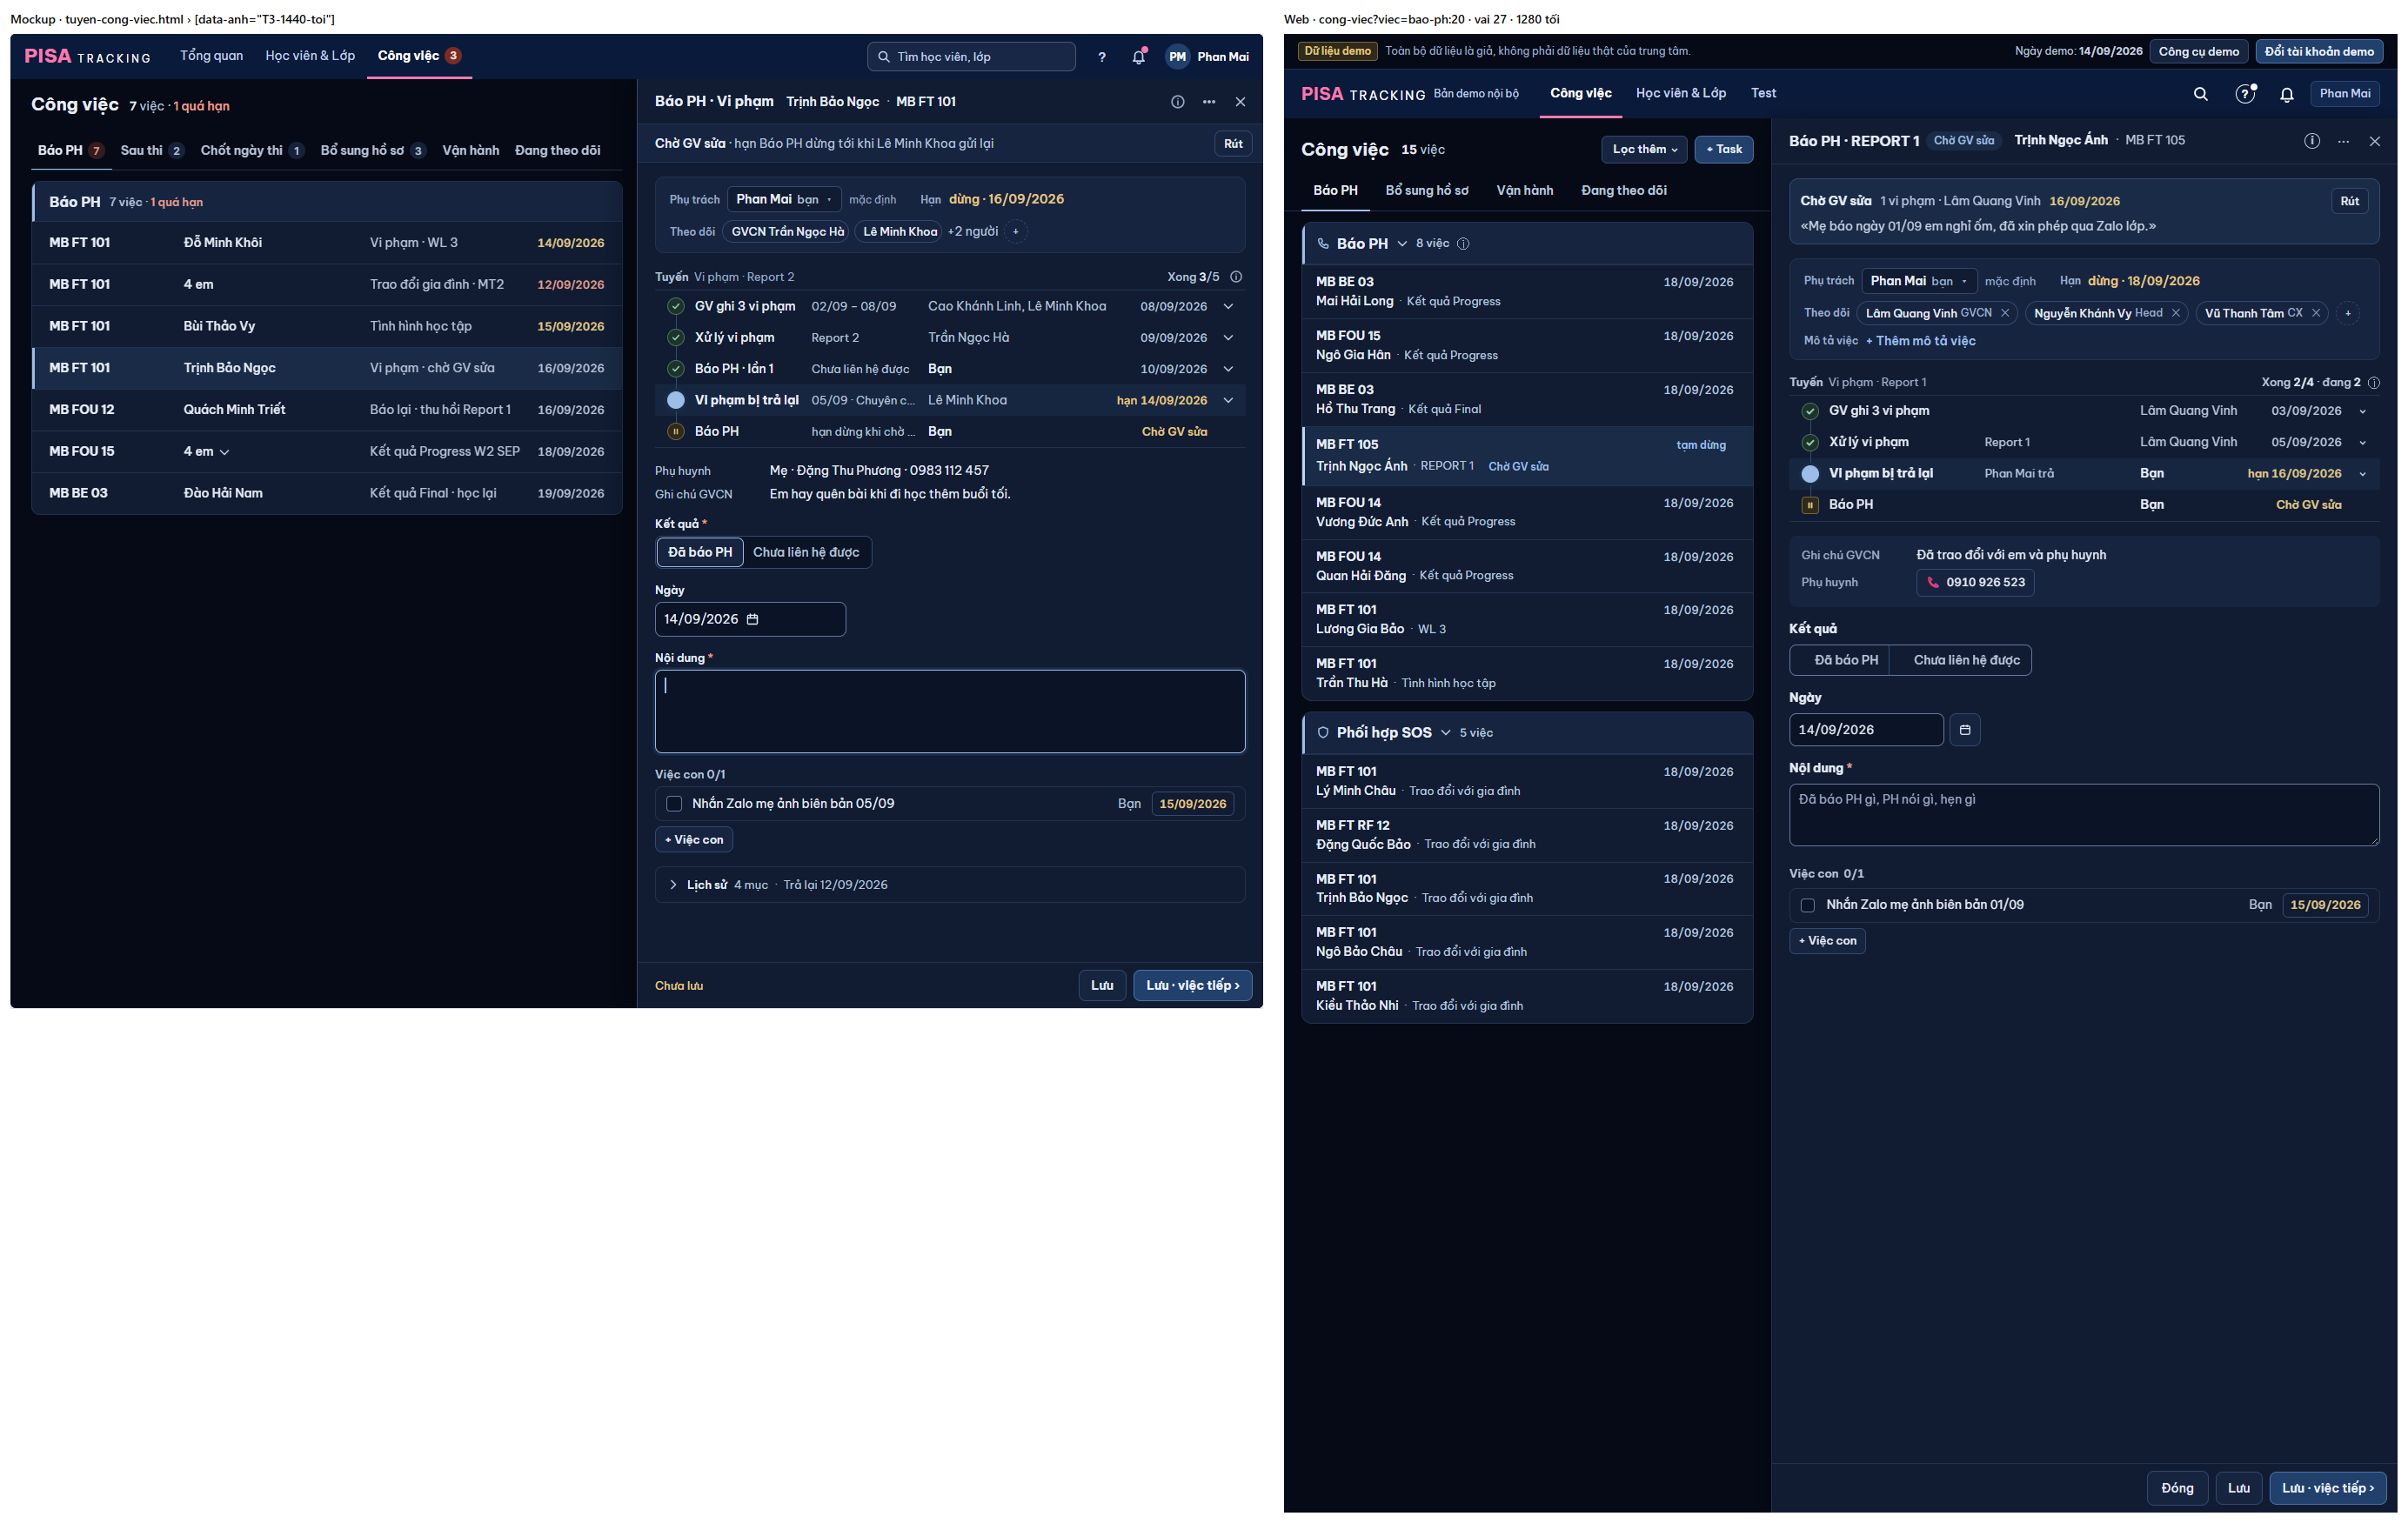 Mockup · tuyen-cong-viec.html › [data-anh="T3-1440-toi"]
PISA TRACKING Tổng quan Học viên & Lớp Công việc 3 Tìm học viên, lớp ? PM Phan Mai
Công việc 7 việc · 1 quá hạn
Báo PH 7 Sau thi 2 Chốt ngày thi 1 Bổ sung hồ sơ 3 Vận hành Đang theo dõi
Báo PH 7 việc · 1 quá hạn
MB FT 101 Đỗ Minh Khôi Vi phạm · WL 3 14/09/2026
MB FT 101 4 em Trao đổi gia đình · MT2 12/09/2026
MB FT 101 Bùi Thảo Vy Tình hình học tập 15/09/2026
MB FT 101 Trịnh Bảo Ngọc Vi phạm · chờ GV sửa 16/09/2026
MB FOU 12 Quách Minh Triết Báo lại · thu hồi Report 1 16/09/2026
MB FOU 15 4 em Kết quả Progress W2 SEP 18/09/2026
MB BE 03 Đào Hải Nam Kết quả Final · học lại 19/09/2026
Báo PH · Vi phạm Trịnh Bảo Ngọc · MB FT 101
Chờ GV sửa · hạn Báo PH dừng tới khi Lê Minh Khoa gửi lại Rút
Phụ trách Phan Mai bạn mặc định Hạn dừng · 16/09/2026
Theo dõi GVCN Trần Ngọc Hà Lê Minh Khoa +2 người +
Tuyến Vi phạm · Report 2 Xong 3/5
GV ghi 3 vi phạm 02/09 – 08/09 Cao Khánh Linh, Lê Minh Khoa 08/09/2026
Xử lý vi phạm Report 2 Trần Ngọc Hà 09/09/2026
Báo PH · lần 1 Chưa liên hệ được Bạn 10/09/2026
Vi phạm bị trả lại 05/09 · Chuyên c... Lê Minh Khoa hạn 14/09/2026
Báo PH hạn dừng khi chờ ... Bạn Chờ GV sửa
Phụ huynh Mẹ · Đặng Thu Phương · 0983 112 457
Ghi chú GVCN Em hay quên bài khi đi học thêm buổi tối.
Kết quả *
Đã báo PH Chưa liên hệ được
Ngày
14/09/2026
Nội dung *
Việc con 0/1
Nhắn Zalo mẹ ảnh biên bản 05/09 Bạn 15/09/2026
+ Việc con
Lịch sử 4 mục · Trả lại 12/09/2026
Chưa lưu Lưu Lưu · việc tiếp ›
Web · cong-viec?viec=bao-ph:20 · vai 27 · 1280 tối
Dữ liệu demo Toàn bộ dữ liệu là giả, không phải dữ liệu thật của trung tâm. Ngày demo: 14/09/2026 Công cụ demo Đổi tài khoản demo
PISA TRACKING Bản demo nội bộ Công việc Học viên & Lớp Test ? Phan Mai
Công việc 15 việc Lọc thêm + Task
Báo PH Bổ sung hồ sơ Vận hành Đang theo dõi
Báo PH 8 việc
MB BE 03 18/09/2026
Mai Hải Long · Kết quả Progress
MB FOU 15 18/09/2026
Ngô Gia Hân · Kết quả Progress
MB BE 03 18/09/2026
Hồ Thu Trang · Kết quả Final
MB FT 105 tạm dừng
Trịnh Ngọc Ánh · REPORT 1 Chờ GV sửa
MB FOU 14 18/09/2026
Vương Đức Anh · Kết quả Progress
MB FOU 14 18/09/2026
Quan Hải Đăng · Kết quả Progress
MB FT 101 18/09/2026
Lương Gia Bảo · WL 3
MB FT 101 18/09/2026
Trần Thu Hà · Tình hình học tập
Phối hợp SOS 5 việc
MB FT 101 18/09/2026
Lý Minh Châu · Trao đổi với gia đình
MB FT RF 12 18/09/2026
Đặng Quốc Bảo · Trao đổi với gia đình
MB FT 101 18/09/2026
Trịnh Bảo Ngọc · Trao đổi với gia đình
MB FT 101 18/09/2026
Ngô Bảo Châu · Trao đổi với gia đình
MB FT 101 18/09/2026
Kiều Thảo Nhi · Trao đổi với gia đình
Báo PH · REPORT 1 Chờ GV sửa Trịnh Ngọc Ánh · MB FT 105
Chờ GV sửa 1 vi phạm · Lâm Quang Vinh 16/09/2026 Rút
«Mẹ báo ngày 01/09 em nghỉ ốm, đã xin phép qua Zalo lớp.»
Phụ trách Phan Mai bạn mặc định Hạn dừng · 18/09/2026
Theo dõi Lâm Quang Vinh GVCN Nguyễn Khánh Vy Head Vũ Thanh Tâm CX +
Mô tả việc + Thêm mô tả việc
Tuyến Vi phạm · Report 1 Xong 2/4 · đang 2
GV ghi 3 vi phạm Lâm Quang Vinh 03/09/2026
Xử lý vi phạm Report 1 Lâm Quang Vinh 05/09/2026
Vi phạm bị trả lại Phan Mai trả Bạn hạn 16/09/2026
Báo PH Bạn Chờ GV sửa
Ghi chú GVCN Đã trao đổi với em và phụ huynh
Phụ huynh 0910 926 523
Kết quả
Đã báo PH Chưa liên hệ được
Ngày
14/09/2026
Nội dung *
Đã báo PH gì, PH nói gì, hẹn gì
Việc con 0/1
Nhắn Zalo mẹ ảnh biên bản 01/09 Bạn 15/09/2026
+ Việc con
Đóng Lưu Lưu · việc tiếp ›